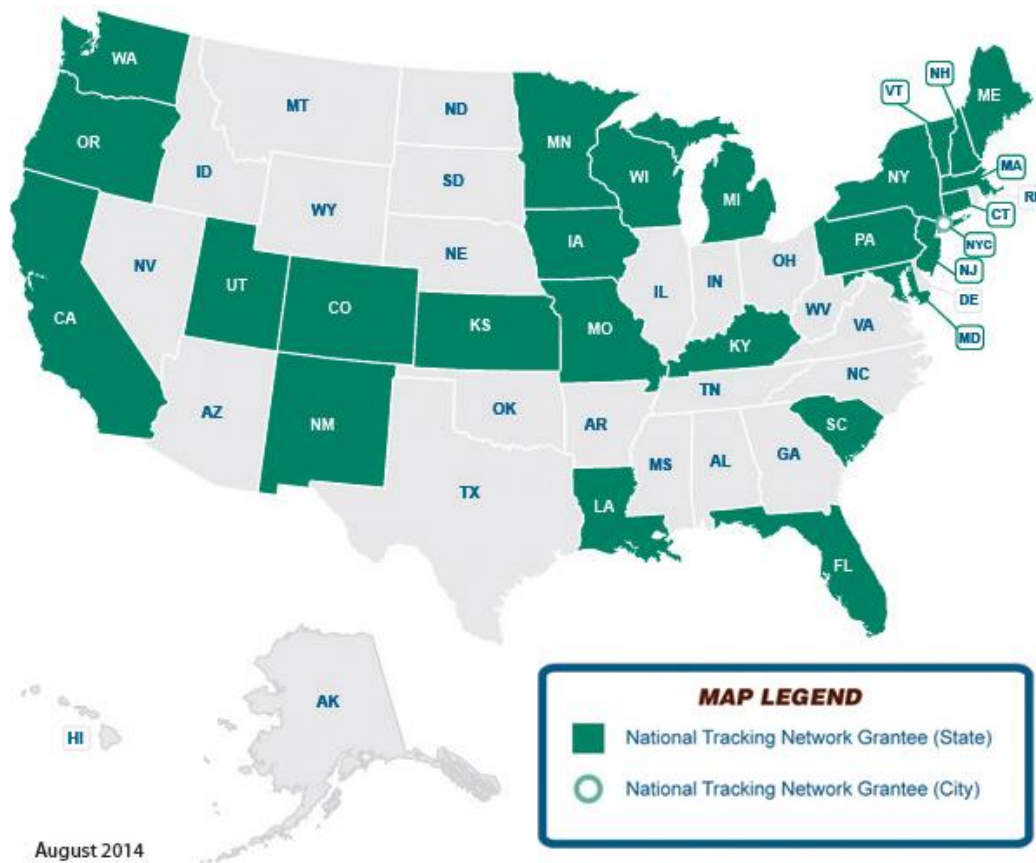 WA
NH
ME
VT
MT
ND
MN
OR
MA
ID
SD
WI
NY
MI
WY
CT
PA
NYC
IA
NE
OH
NJ
NV
UT
IL
IN
DE
CO
WV
CA
KS
MO
VA
MD
KY
NC
TN
AZ
OK
NM
AR
SC
MS
AL
GA
TX
LA
FL
AK
HI
MAP LEGEND
National Tracking Network Grantee (State)
National Tracking Network Grantee (City)
August 2014